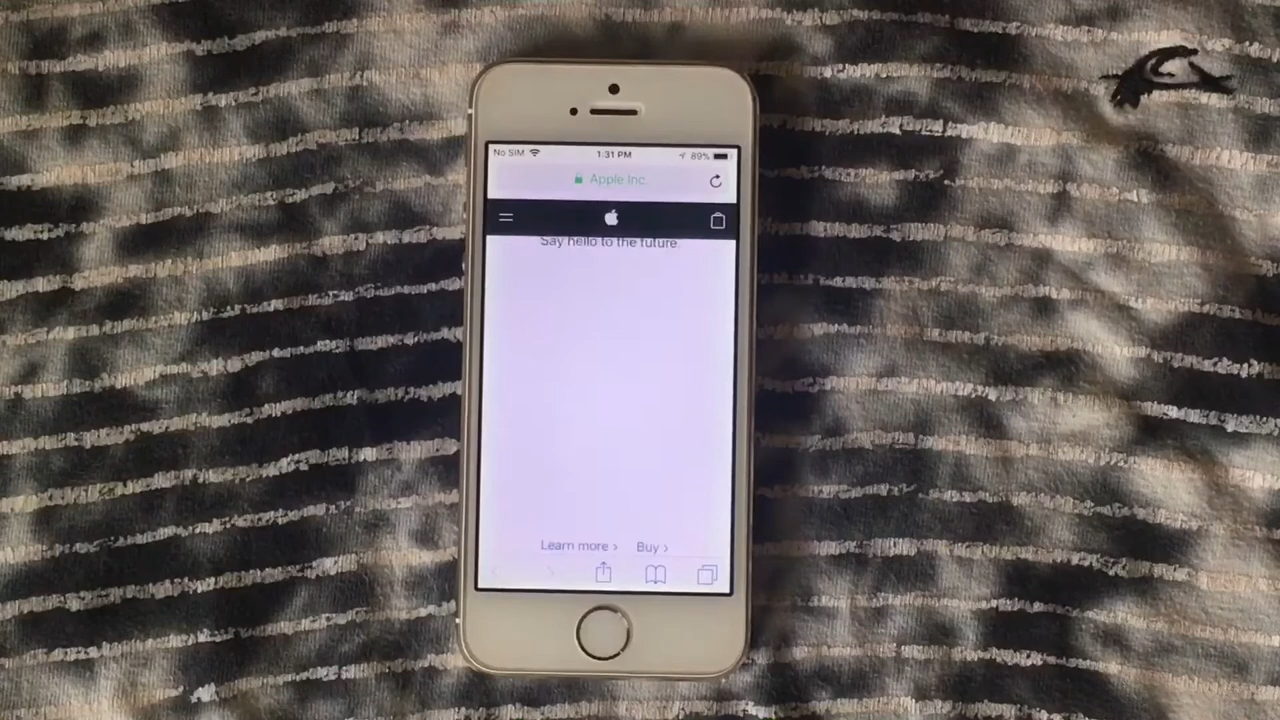 No SIM 1:31 PM 89%
Apple Inc.
Say hello to the future.
Learn more › Buy ›